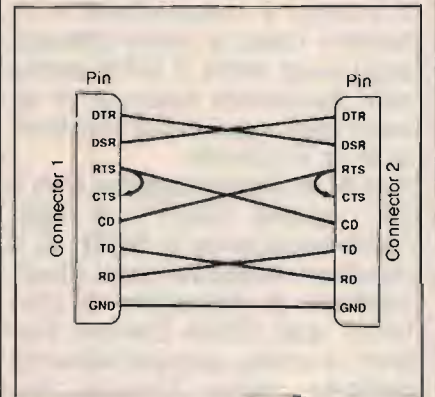 Pin
Pin
Connector 1
DTR
DSR
RTS
CTS
CD
TD
RD
GND
DTR
DSR
RTS
CTS
CD
TD
RD
GND
Connector 2